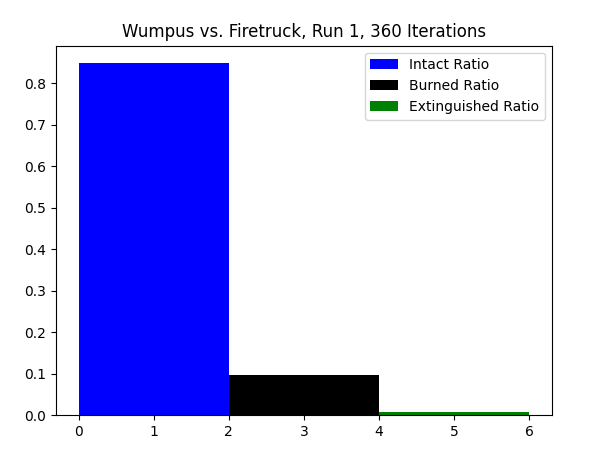 Wumpus vs. Firetruck, Run 1, 360 Iterations
Intact Ratio
Burned Ratio
Extinguished Ratio
0.8
0.7
0.6
0.5
0.4
0.3
0.2
0.1
0.0
0 1 2 3 4 5 6